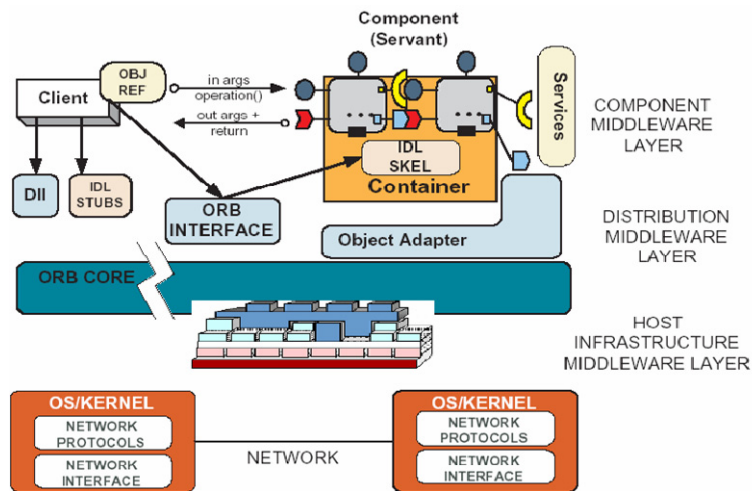 Component
(Servant)
OBJ
REF
Client
in args
operation()
out args +
return
Services
COMPONENT
MIDDLEWARE
LAYER
DII
IDL
STUBS
ORB
INTERFACE
IDL
SKEL
Container
Object Adapter
DISTRIBUTION
MIDDLEWARE
LAYER
ORB CORE
HOST
INFRASTRUCTURE
MIDDLEWARE LAYER
OS/KERNEL
NETWORK
PROTOCOLS
NETWORK
INTERFACE
NETWORK
OS/KERNEL
NETWORK
PROTOCOLS
NETWORK
INTERFACE